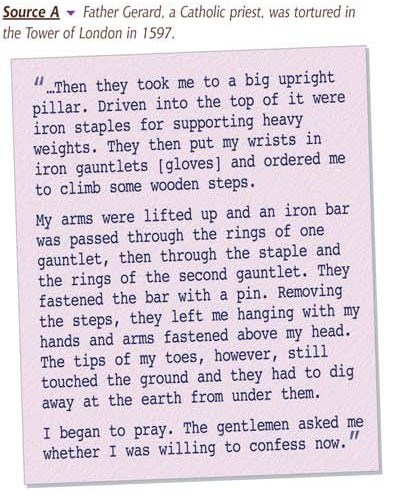 Source A ▼ Father Gerard, a Catholic priest, was tortured in
the Tower of London in 1597.
"…Then they took me to a big upright
pillar. Driven into the top of it were
iron staples for supporting heavy
weights. They then put my wrists in
iron gauntlets [gloves] and ordered me
to climb some wooden steps.
My arms were lifted up and an iron bar
was passed through the rings of one
gauntlet, then through the staple and
the rings of the second gauntlet. They
fastened the bar with a pin. Removing
the steps, they left me hanging with my
hands and arms fastened above my head.
The tips of my toes, however, still
touched the ground and they had to dig
away at the earth from under them.
I began to pray. The gentlemen asked me
whether I was willing to confess now."